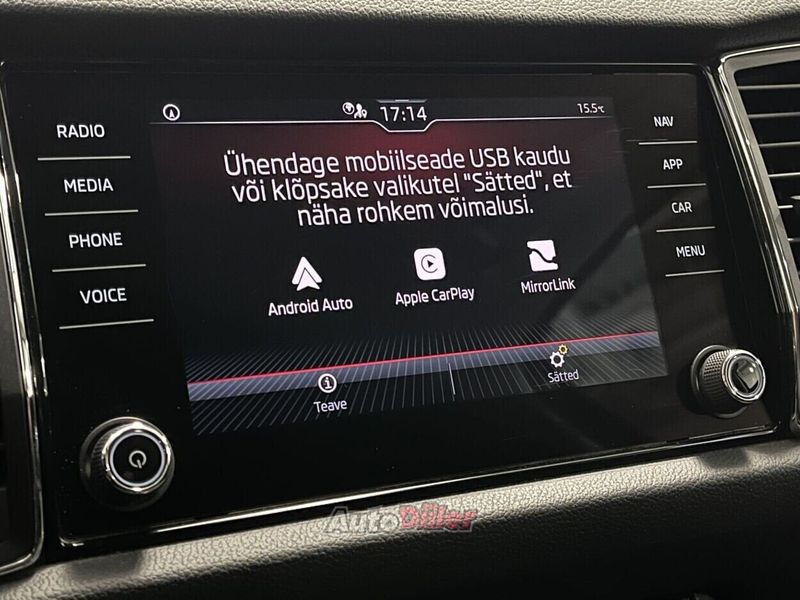 17:14
15.5°C
RADIO
MEDIA
PHONE
VOICE
Ühendage mobiilseade USB kaudu
või klõpsake valikutel "Sätted", et
näha rohkem võimalusi.
Android Auto
Apple CarPlay
MirrorLink
Teave
Sätted
NAV
APP
CAR
MENU
AutoDiiler